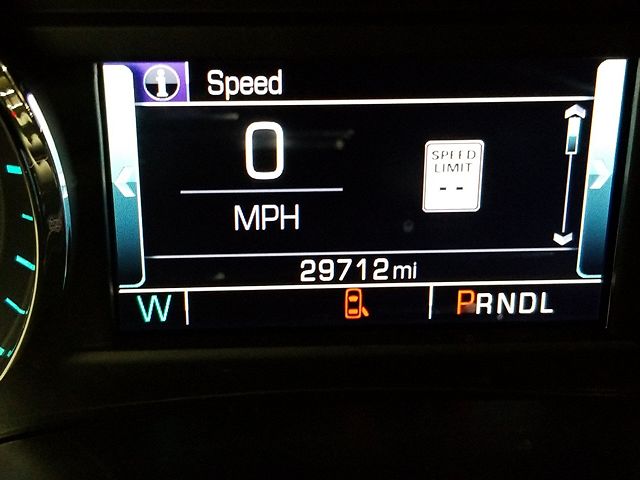 i Speed
0
MPH
SPEED
LIMIT
--
29712 mi
W PRNDL